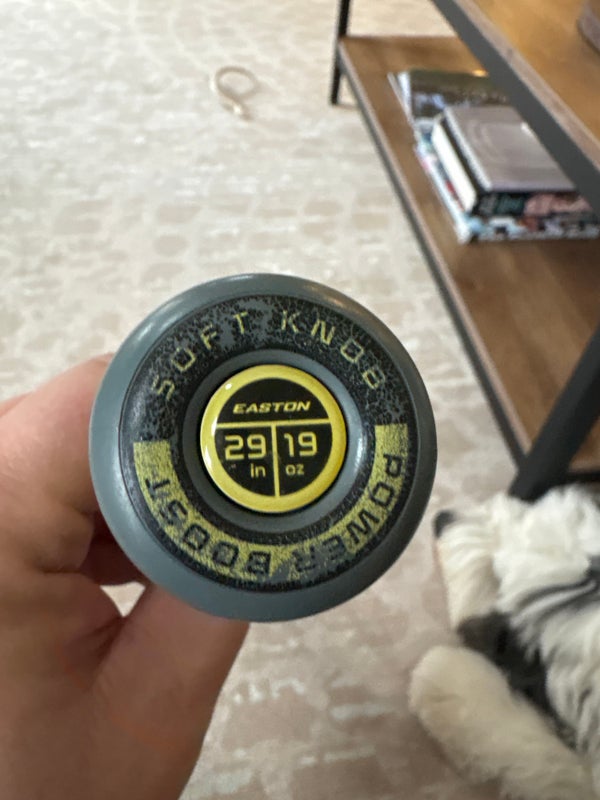 SOFT KNOB
EASTON
29 19
in oz
POWER BOOST